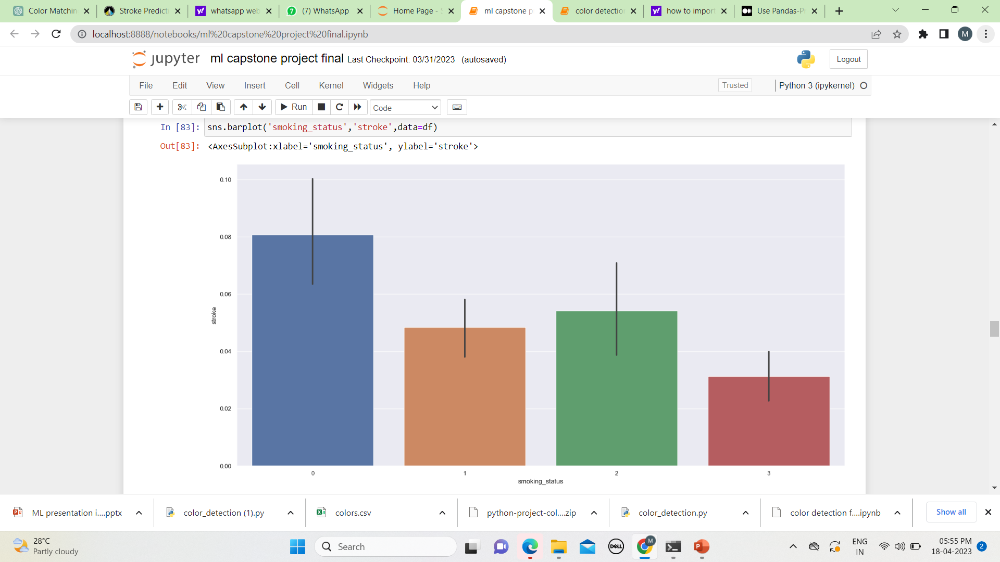 Color Matchin
Stroke Predicti
whatsapp web
(7) WhatsApp
Home Page - S
ml capstone p
color detection
how to import
Use Pandas-Pr
localhost:8888/notebooks/ml%20capstone%20project%20final.ipynb
M
jupyter ml capstone project final Last Checkpoint: 03/31/2023 (autosaved)
Logout
File Edit View Insert Cell Kernel Widgets Help
Trusted
Python 3 (ipykernel)
Run
Code
In [83]: sns.barplot('smoking_status','stroke',data=df)
Out[83]: <AxesSubplot:xlabel='smoking_status', ylabel='stroke'>
0.10
0.08
0.06
0.04
0.02
0.00
stroke
0 1 2 3
smoking_status
ML presentation i....pptx
color_detection (1).py
colors.csv
python-project-col....zip
color_detection.py
color detection f....ipynb
Show all
28°C
Partly cloudy
Search
DELL
M
ENG
IN
05:55 PM
18-04-2023
2